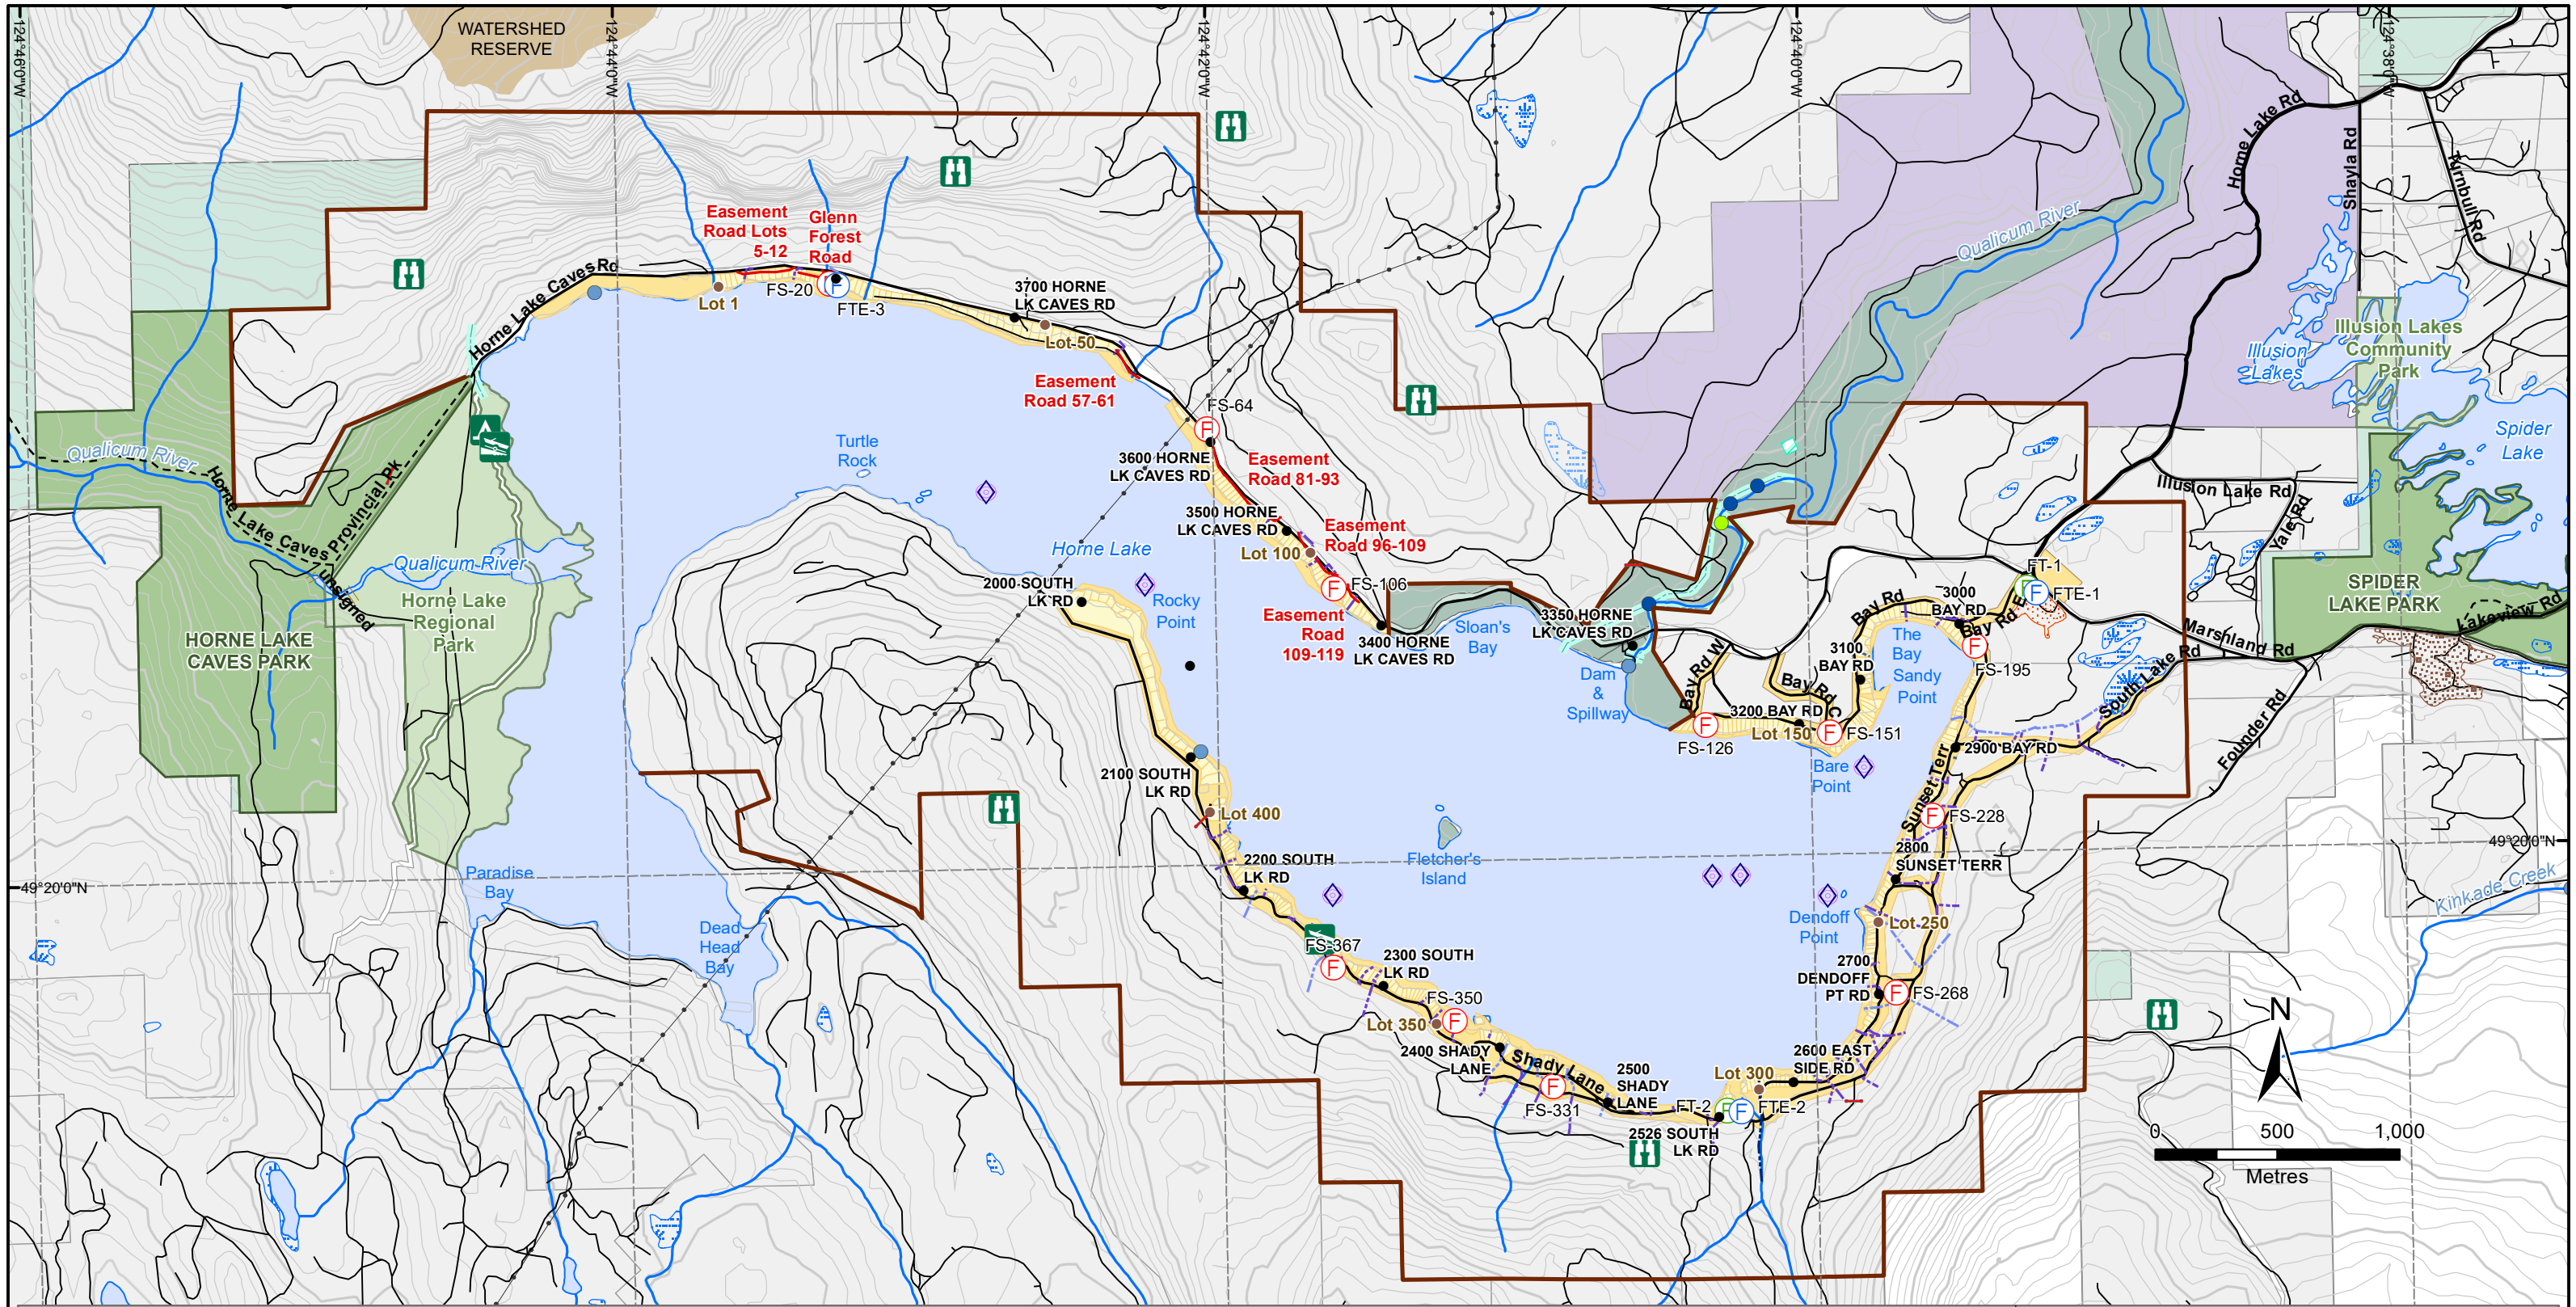 WATERSHED
RESERVE
124°46'0"W
124°44'0"W
124°42'0"W
124°40'0"W
124°38'0"W
Horne Lake Rd
Shayla Rd
Turnbull Rd
Qualicum River
Easement
Road Lots
5-12
Glenn
Forest
Road
Horne Lake Caves Rd
Lot 1
FS-20
FTE-3
3700 HORNE
LK CAVES RD
Lot 50
Easement
Road 57-61
FS-64
3600 HORNE
LK CAVES RD
Easement
Road 81-93
3500 HORNE
LK CAVES RD
Lot 100
Easement
Road 96-109
FS-106
Easement
Road
109-119
3400 HORNE
LK CAVES RD
Illusion
Lakes
Illusion Lakes
Community
Park
Spider
Lake
Illusion Lake Rd
Yale Rd
SPIDER
LAKE PARK
Lakeview Rd
Marshland Rd
South Lake Rd
Founder Rd
Qualicum River
Horne Lake Caves
Provincial Pk
unsigned
HORNE LAKE
CAVES PARK
Qualicum River
Horne Lake
Regional
Park
Turtle
Rock
Horne Lake
2000 SOUTH
LK RD
Rocky
Point
Sloan's
Bay
3350 HORNE
LK CAVES RD
Dam
&
Spillway
Bay Rd W
Bay Rd C
Bay Rd
3000
BAY RD
Bay Rd E
FT-1
FTE-1
The
Bay
Sandy
Point
FS-195
3100
BAY RD
3200 BAY RD
Lot 150
FS-151
FS-126
Bare
Point
2900 BAY RD
Sunset Terr
FS-228
2800
SUNSET TERR
2100 SOUTH
LK RD
Lot 400
2200 SOUTH
LK RD
Fletcher's
Island
Dendoff
Point
Lot 250
49°20'0"N
49°20'0"N
Kinkade Creek
Paradise
Bay
Dead
Head
Bay
FS-367
2300 SOUTH
LK RD
FS-350
Lot 350
2700
DENDOFF
PT RD
FS-268
2400 SHADY
LANE
Shady Lane
FS-331
2500
SHADY
LANE
FT-2
Lot 300
FTE-2
2600 EAST
SIDE RD
2526 SOUTH
LK RD
N
0 500 1,000
Metres
F
F
F
F
F
F
F
F
F
F
F
F
F